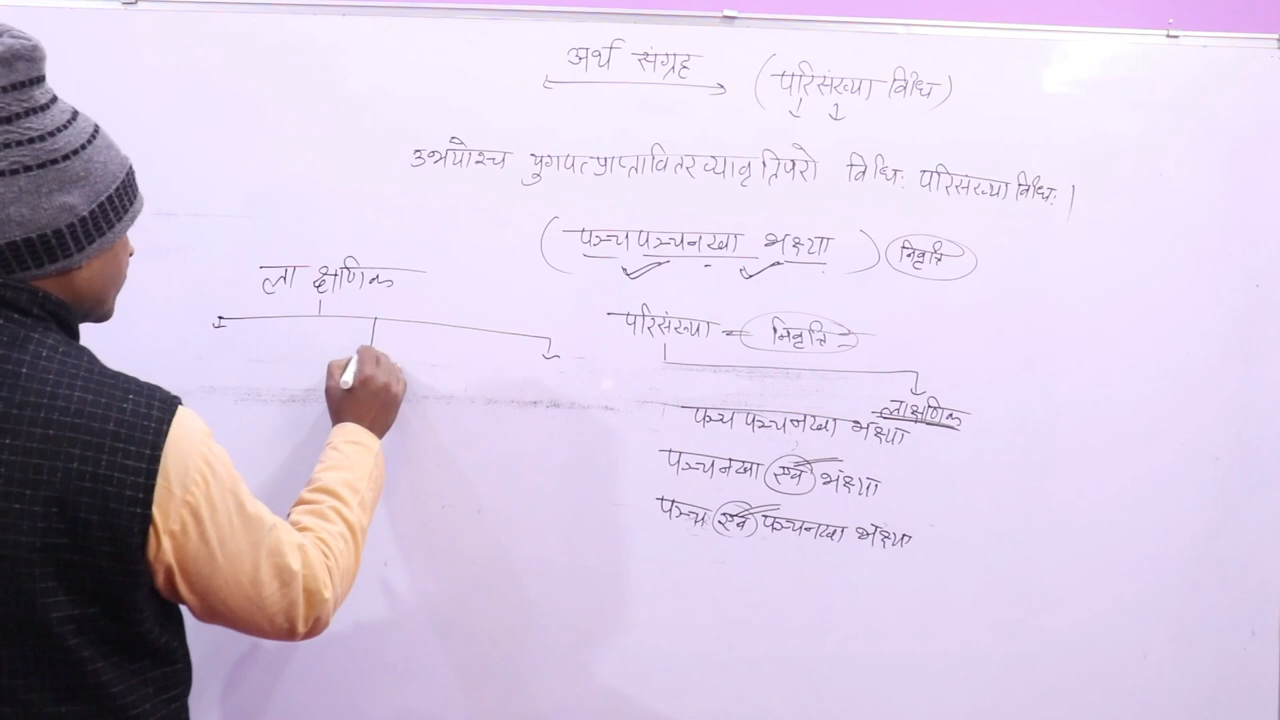 अर्थ संग्रह (परिसंख्या विधि)
उभयोश्च युगपत्प्राप्तावितरव्यावृत्तिपरो विधिः परिसंख्याविधिः।
(पञ्चपञ्चनखा भक्ष्या) निवृत्ति
ला क्षणिक
परिसंख्या = निवृत्ति =
लाक्षणिक
पञ्च पञ्चनखा भक्ष्या
पञ्चनखा एव भक्ष्या
पञ्च एव पञ्चनखा भक्ष्या